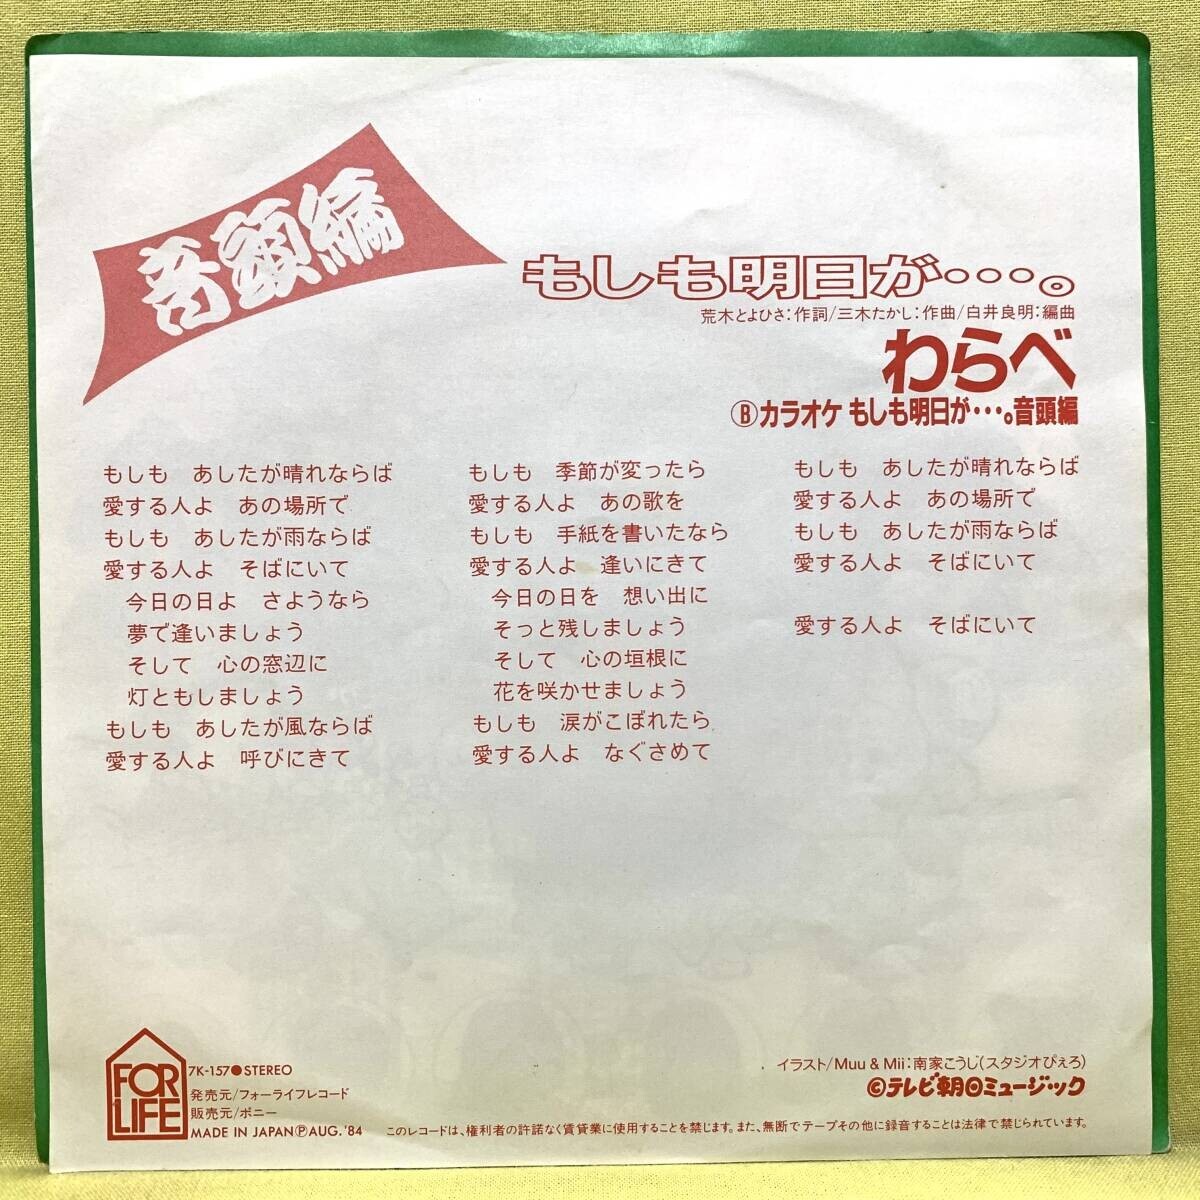 音頭編
もしも明日が・・・。
荒木とよひさ:作詞/三木たかし:作曲/白井良明:編曲
わらべ
Ⓑカラオケ もしも明日が・・・。音頭編
もしも　あしたが晴れならば
愛する人よ　あの場所で
もしも　あしたが雨ならば
愛する人よ　そばにいて
今日の日よ　さようなら
夢で逢いましょう
そして　心の窓辺に
灯ともしましょう
もしも　あしたが風ならば
愛する人よ　呼びにきて
もしも　季節が変ったら
愛する人よ　あの歌を
もしも　手紙を書いたなら
愛する人よ　逢いにきて
今日の日を　想い出に
そっと残しましょう
そして　心の垣根に
花を咲かせましょう
もしも　涙がこぼれたら
愛する人よ　なぐさめて
もしも　あしたが晴れならば
愛する人よ　あの場所で
もしも　あしたが雨ならば
愛する人よ　そばにいて
愛する人よ　そばにいて
FOR
LIFE
7K-157●STEREO
発売元/フォーライフレコード
販売元/ポニー
MADE IN JAPANⓅAUG.'84
イラスト/Muu & Mii:南家こうじ(スタジオぴえろ)
©テレビ朝日ミュージック
このレコードは、権利者の許諾なく賃貸業に使用することを禁じます。また、無断でテープその他に録音することは法律で禁じられています。